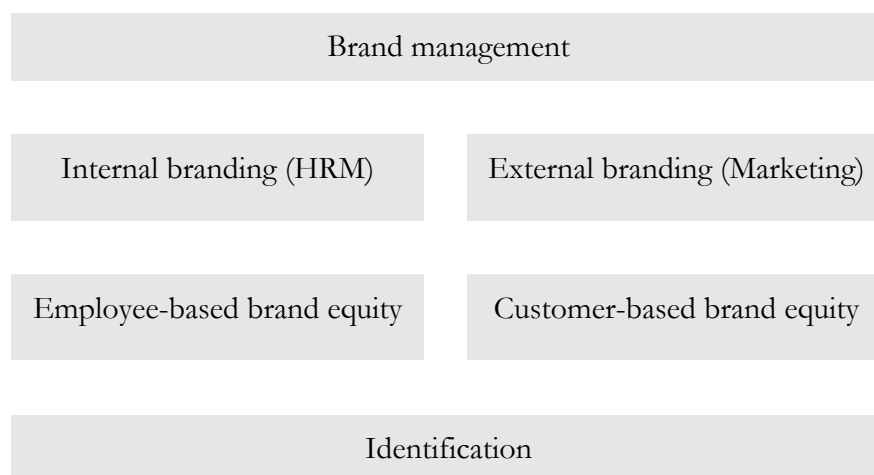 Brand management
Internal branding (HRM)
External branding (Marketing)
Employee-based brand equity
Customer-based brand equity
Identification